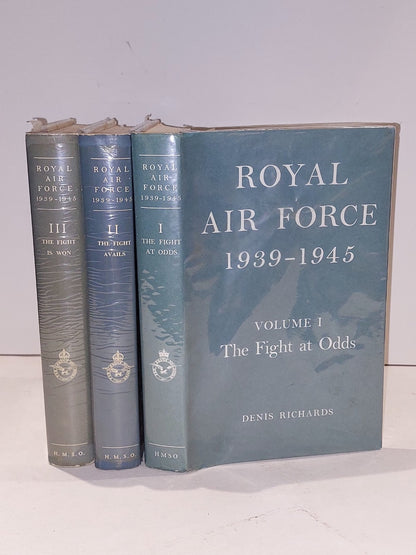 ROYAL
AIR
FORCE
1939-1945
III
THE FIGHT
IS WON
H.M.S.O.
ROYAL
AIR
FORCE
1939-1945
II
THE FIGHT
AVAILS
H.M.S.O.
ROYAL
AIR
FORCE
1939-1945
I
THE FIGHT
AT ODDS
HMSO
ROYAL
AIR FORCE
1939-1945
VOLUME I
The Fight at Odds
DENIS RICHARDS